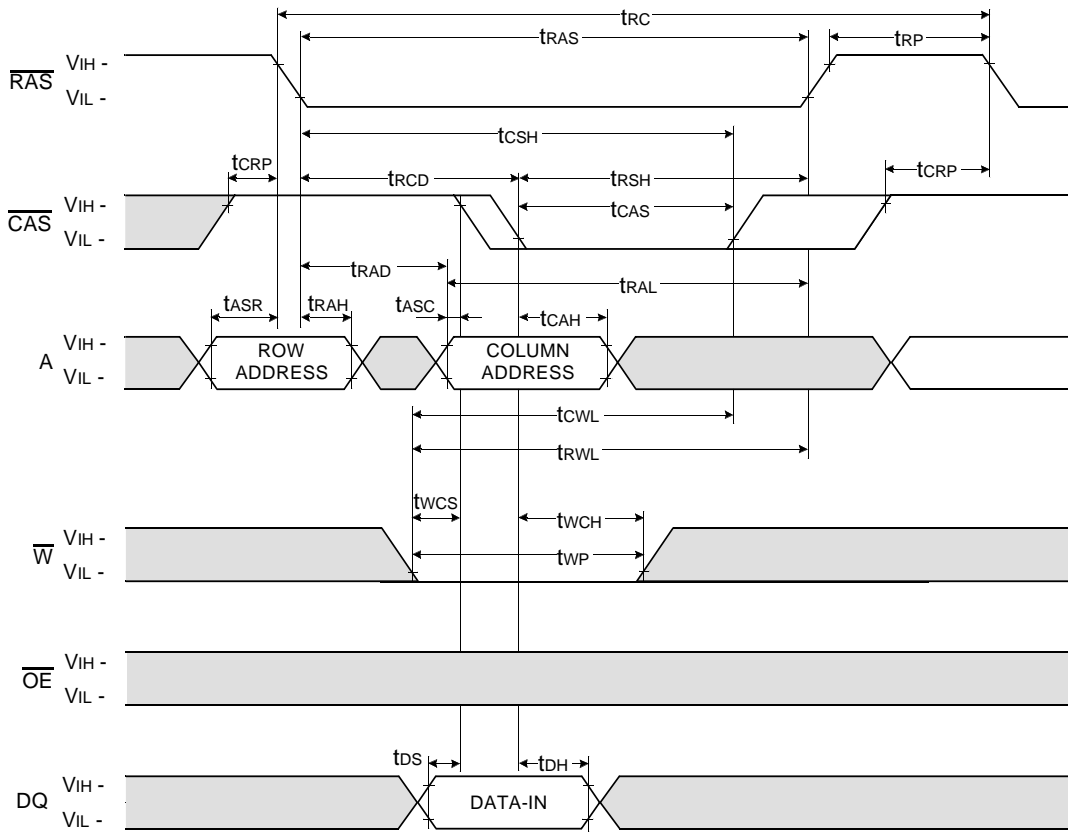 tRC
tRAS
tRP
RAS
VIH -
VIL -
tCSH
tCRP
tRCD
tRSH
tCRP
CAS
VIH -
VIL -
tCAS
tRAD
tRAL
tASR
tRAH
tASC
tCAH
A
VIH -
VIL -
ROW
ADDRESS
COLUMN
ADDRESS
tCWL
tRWL
tWCS
tWCH
W
VIH -
VIL -
tWP
OE
VIH -
VIL -
tDS
tDH
DQ
VIH -
VIL -
DATA-IN